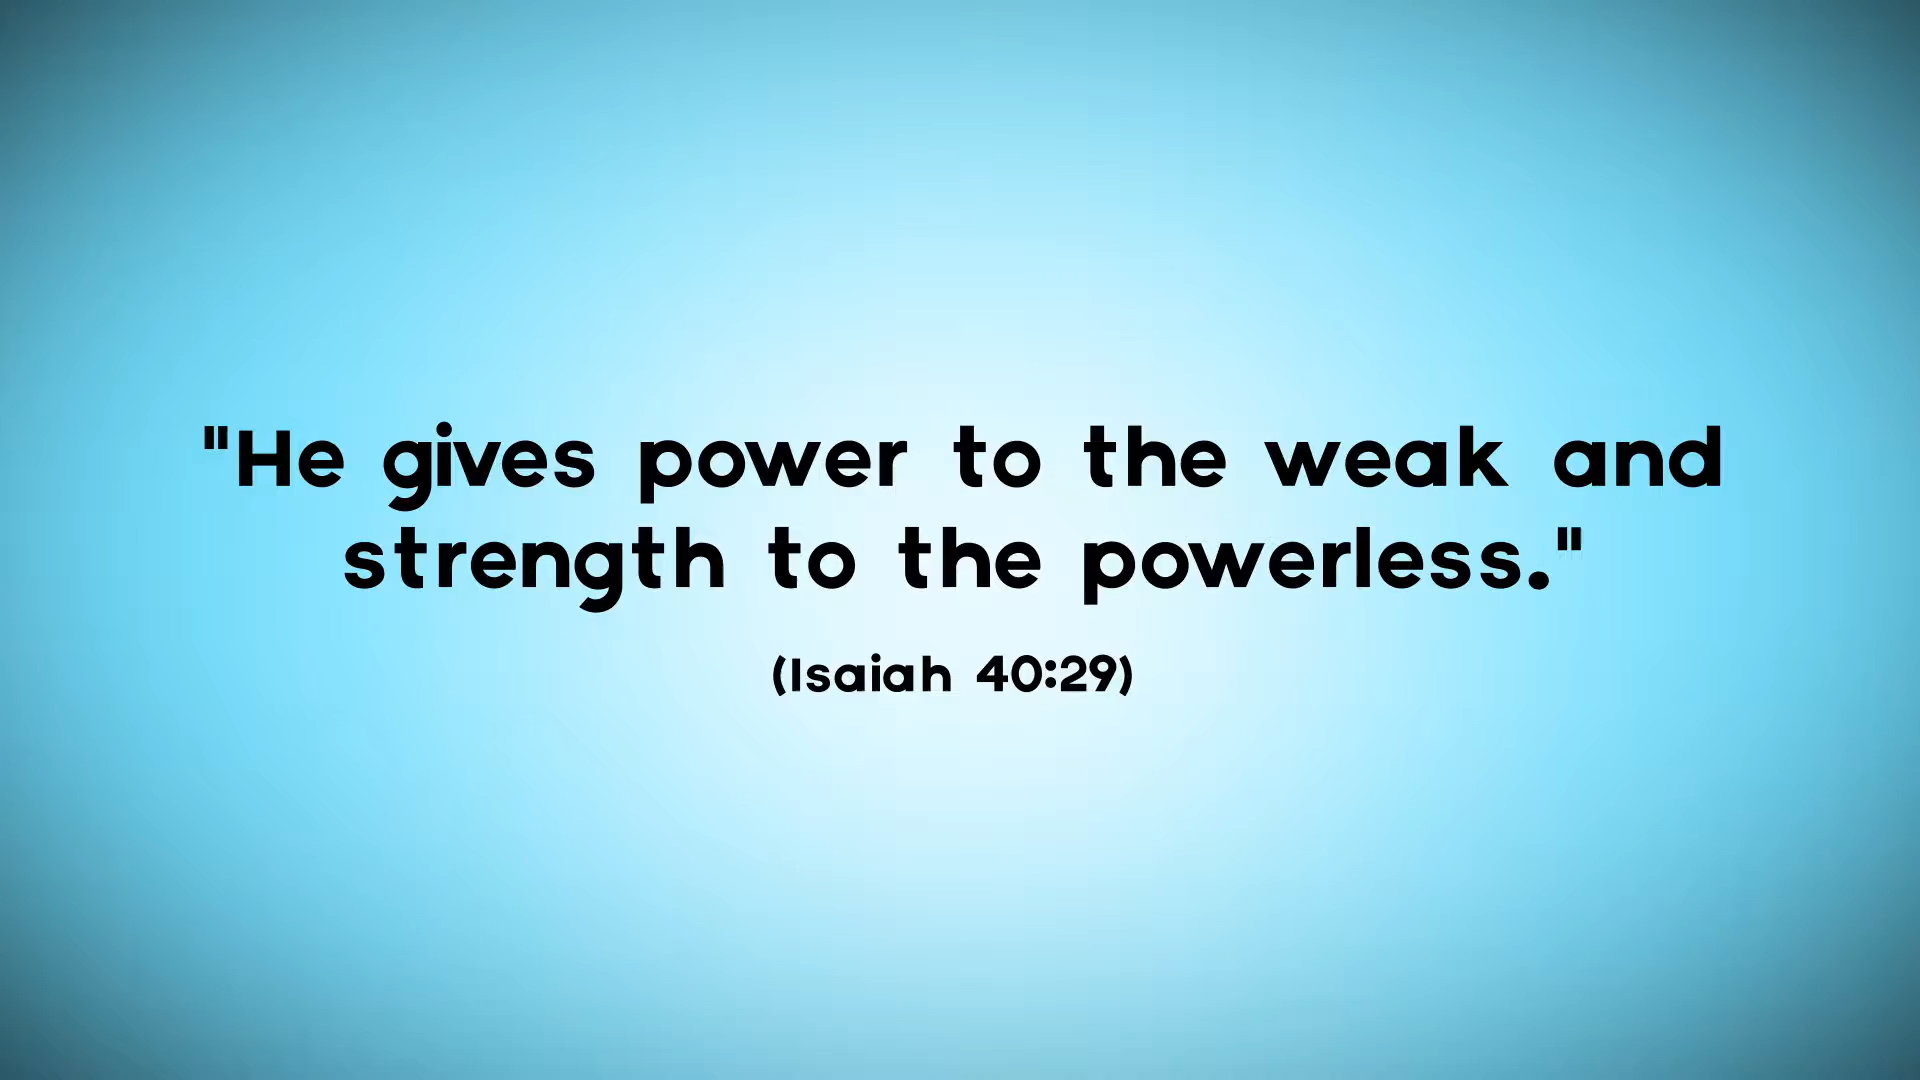 "He gives power to the weak and
strength to the powerless."
(Isaiah 40:29)